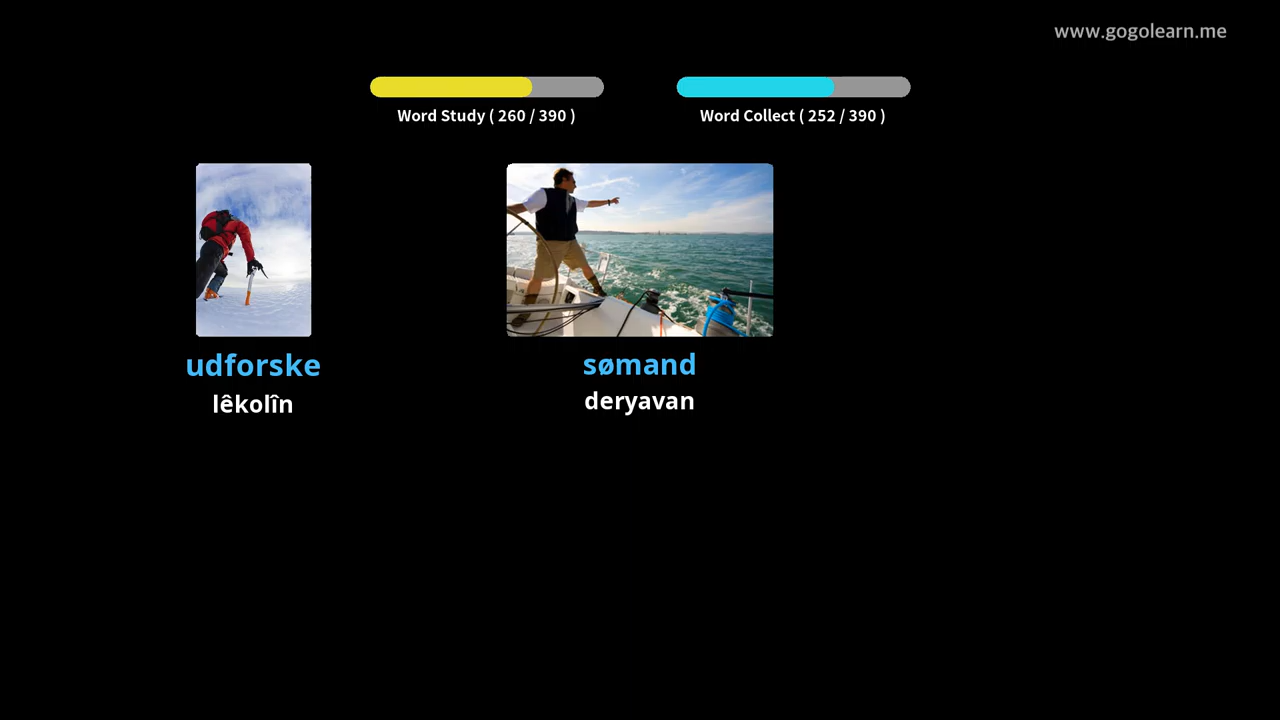 www.gogolearn.me
Word Study ( 260 / 390 )
Word Collect ( 252 / 390 )
udforske
sømand
lêkolîn
deryavan